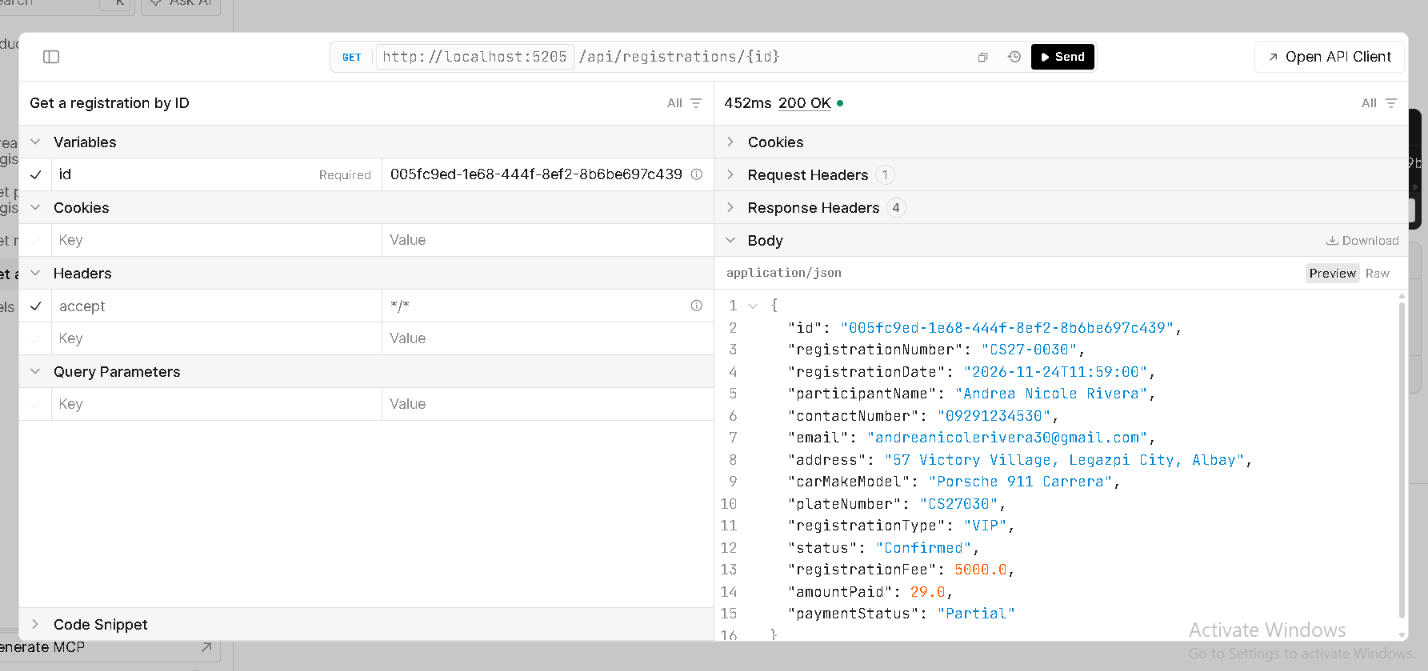 Ask AI
GET http://localhost:5205 /api/registrations/{id}
Send
Open API Client
Get a registration by ID
All
Variables
id Required 005fc9ed-1e68-444f-8ef2-8b6be697c439
Cookies
Key Value
Headers
accept */*
Key Value
Query Parameters
Key Value
Code Snippet
452ms 200 OK
All
Cookies
Request Headers 1
Response Headers 4
Body Download
application/json Preview Raw
1 {
2 "id": "005fc9ed-1e68-444f-8ef2-8b6be697c439",
3 "registrationNumber": "CS27-0030",
4 "registrationDate": "2026-11-24T11:59:00",
5 "participantName": "Andrea Nicole Rivera",
6 "contactNumber": "09291234530",
7 "email": "andreanicolerivera30@gmail.com",
8 "address": "57 Victory Village, Legazpi City, Albay",
9 "carMakeModel": "Porsche 911 Carrera",
10 "plateNumber": "CS27030",
11 "registrationType": "VIP",
12 "status": "Confirmed",
13 "registrationFee": 5000.0,
14 "amountPaid": 29.0,
15 "paymentStatus": "Partial"
16 }
Activate Windows
Go to Settings to activate Windows.
enerate MCP